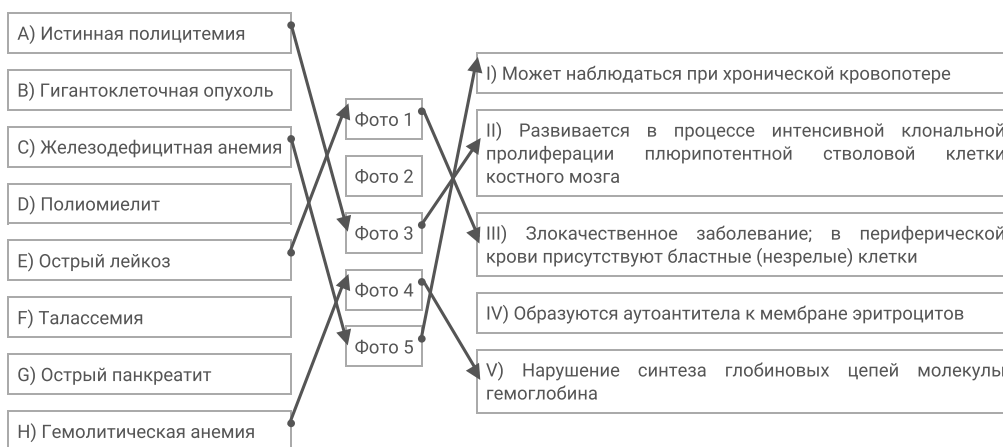 A) Истинная полицитемия
B) Гигантоклеточная опухоль
C) Железодефицитная анемия
D) Полиомиелит
E) Острый лейкоз
F) Талассемия
G) Острый панкреатит
H) Гемолитическая анемия
Фото 1
Фото 2
Фото 3
Фото 4
Фото 5
I) Может наблюдаться при хронической кровопотере
II) Развивается в процессе интенсивной клональной
пролиферации плюрипотентной стволовой клетки
костного мозга
III) Злокачественное заболевание; в периферической
крови присутствуют бластные (незрелые) клетки
IV) Образуются аутоантитела к мембране эритроцитов
V) Нарушение синтеза глобиновых цепей молекулы
гемоглобина